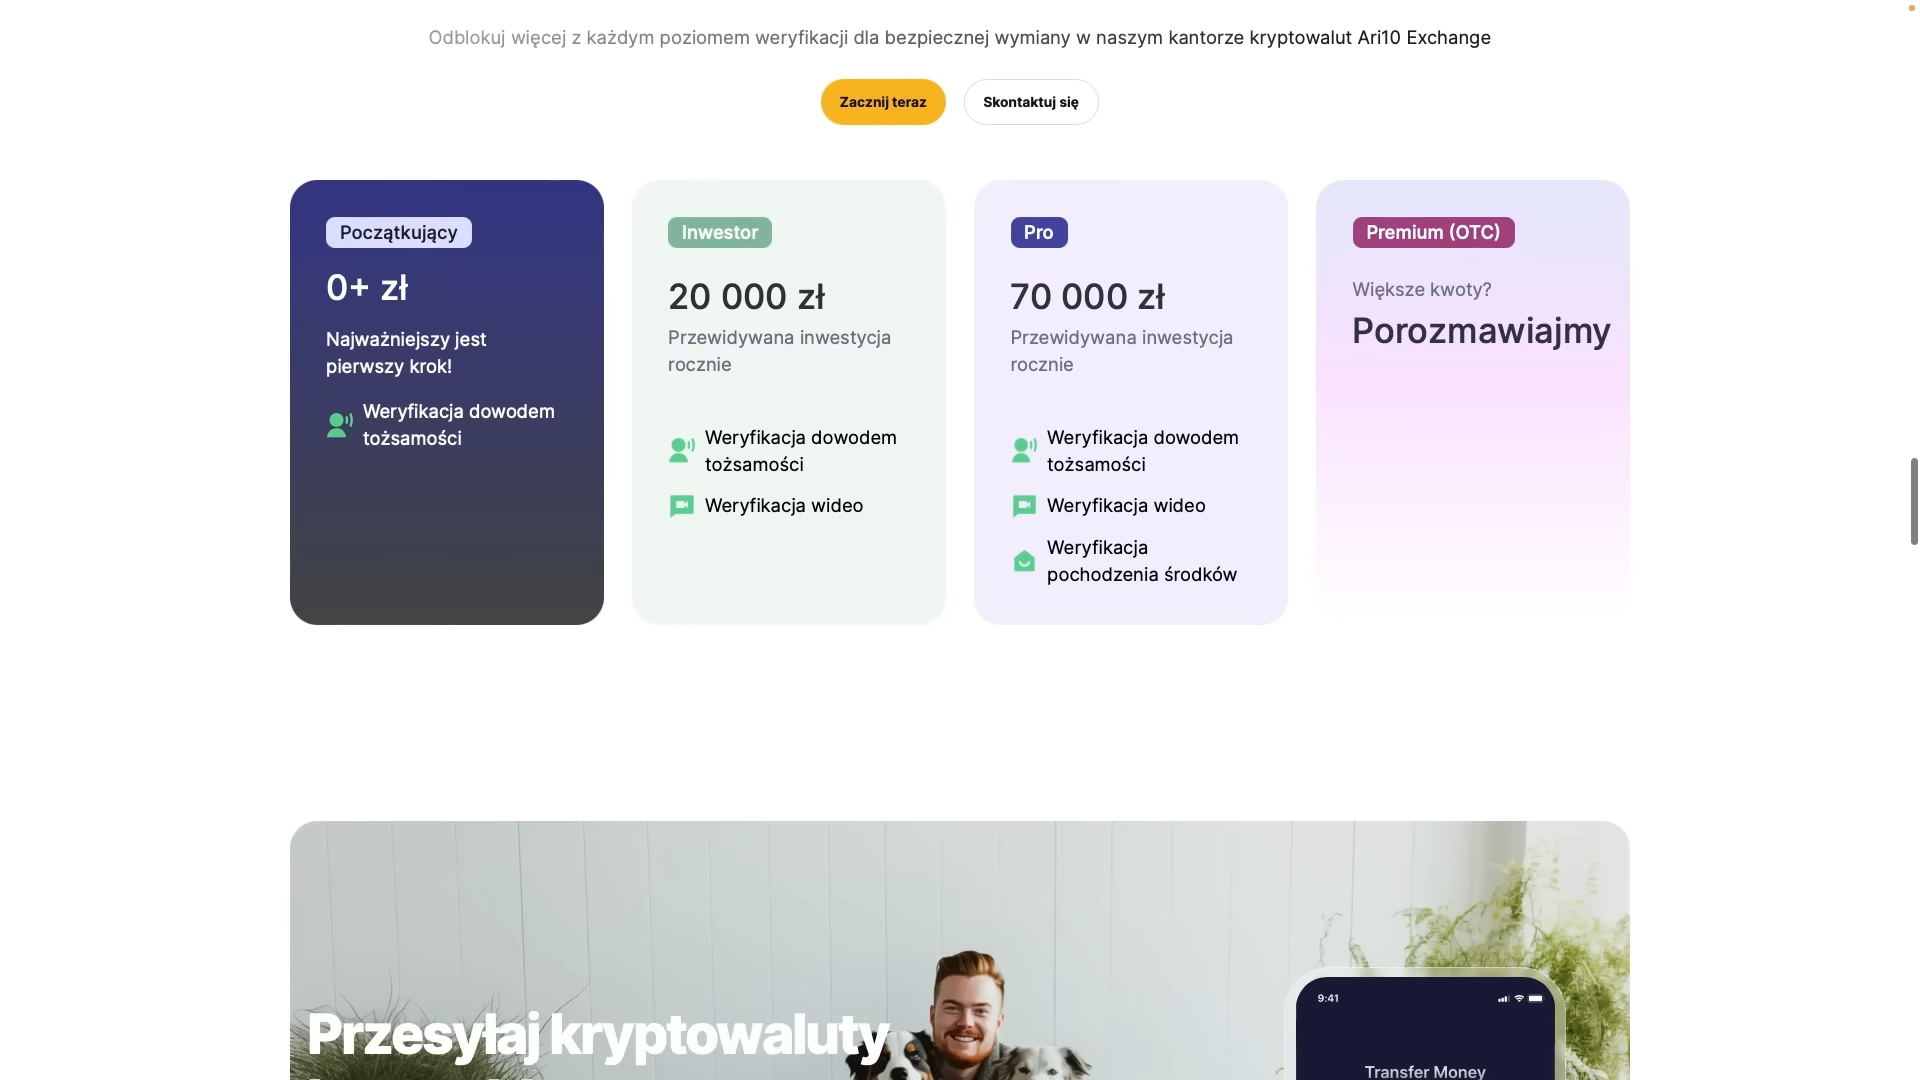 Odblokuj więcej z każdym poziomem weryfikacji dla bezpiecznej wymiany w naszym kantorze kryptowalut Ari10 Exchange
Zacznij teraz
Skontaktuj się
Początkujący
0+ zł
Najważniejszy jest
pierwszy krok!
Weryfikacja dowodem
tożsamości
Inwestor
20 000 zł
Przewidywana inwestycja
rocznie
Weryfikacja dowodem
tożsamości
Weryfikacja wideo
Pro
70 000 zł
Przewidywana inwestycja
rocznie
Weryfikacja dowodem
tożsamości
Weryfikacja wideo
Weryfikacja
pochodzenia środków
Premium (OTC)
Większe kwoty?
Porozmawiajmy
Przesyłaj kryptowaluty
9:41
Transfer Money